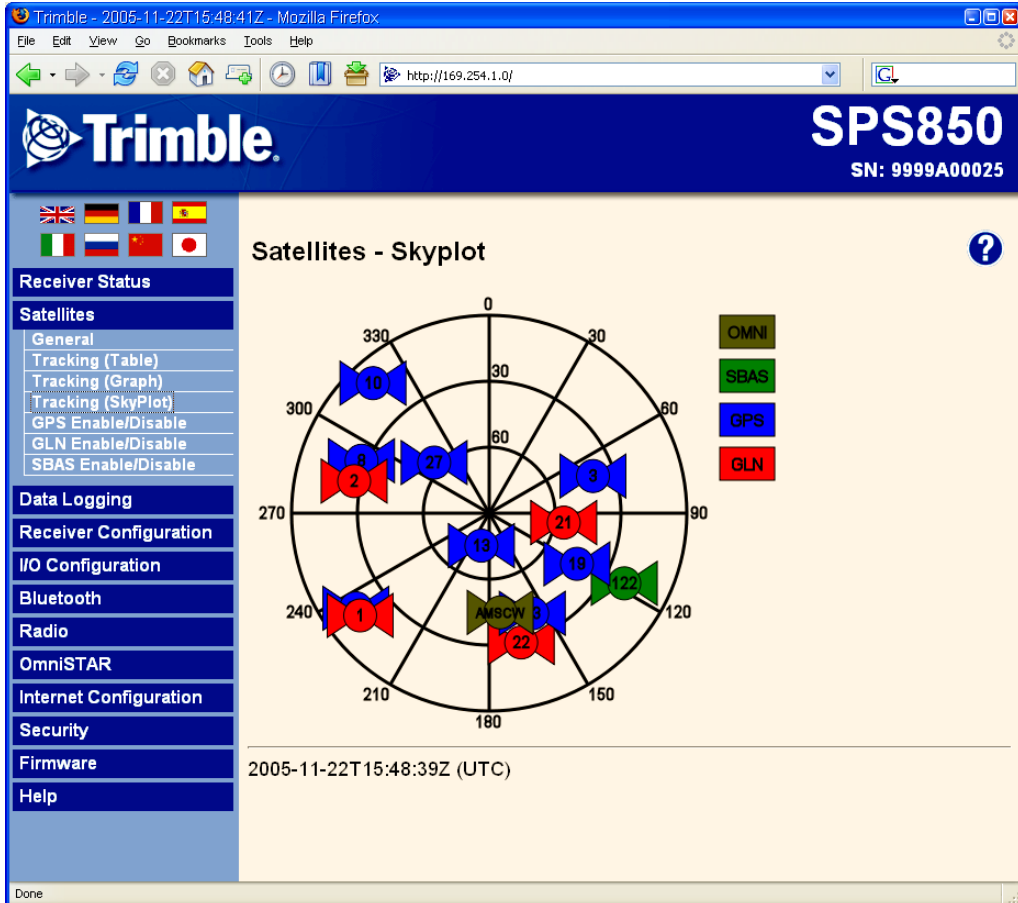 Trimble - 2005-11-22T15:48:41Z - Mozilla Firefox
File Edit View Go Bookmarks Tools Help
http://169.254.1.0/
G
Trimble.
SPS850
SN: 9999A00025
Satellites - Skyplot
?
Receiver Status
Satellites
General
Tracking (Table)
Tracking (Graph)
Tracking (SkyPlot)
GPS Enable/Disable
GLN Enable/Disable
SBAS Enable/Disable
Data Logging
Receiver Configuration
I/O Configuration
Bluetooth
Radio
OmniSTAR
Internet Configuration
Security
Firmware
Help
0
330
30
10
30
300
60
60
8
27
2
3
270
21
90
13
19
122
240
1
AMSCW
3
120
22
210
150
180
OMNI
SBAS
GPS
GLN
2005-11-22T15:48:39Z (UTC)
Done